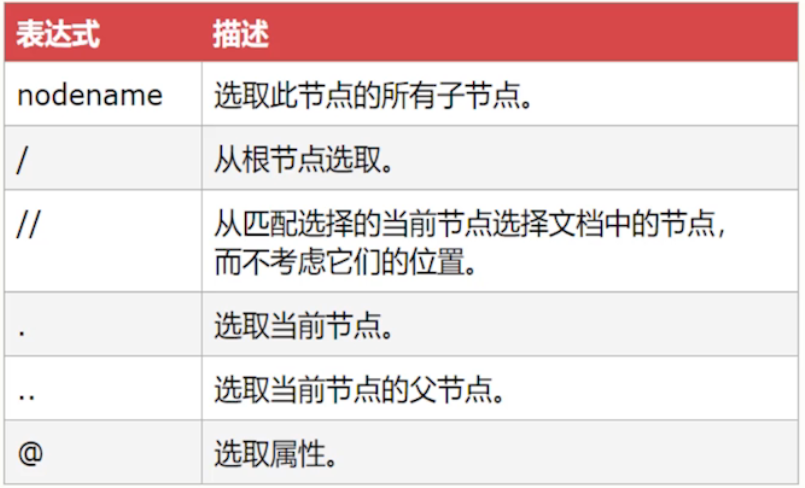 表达式 描述
nodename 选取此节点的所有子节点。
/ 从根节点选取。
// 从匹配选择的当前节点选择文档中的节点，
而不考虑它们的位置。
. 选取当前节点。
.. 选取当前节点的父节点。
@ 选取属性。